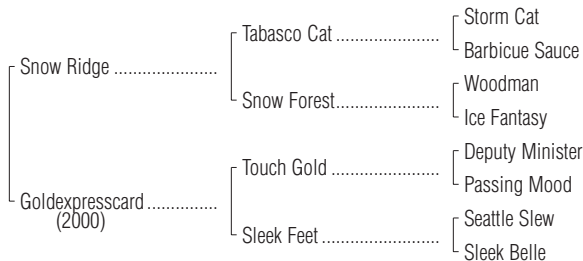 Storm Cat
Tabasco Cat ....................
Barbicue Sauce
Snow Ridge ....................
Woodman
Snow Forest....................
Ice Fantasy
Deputy Minister
Touch Gold ....................
Passing Mood
Goldexpresscard .............
(2000)
Seattle Slew
Sleek Feet ......................
Sleek Belle